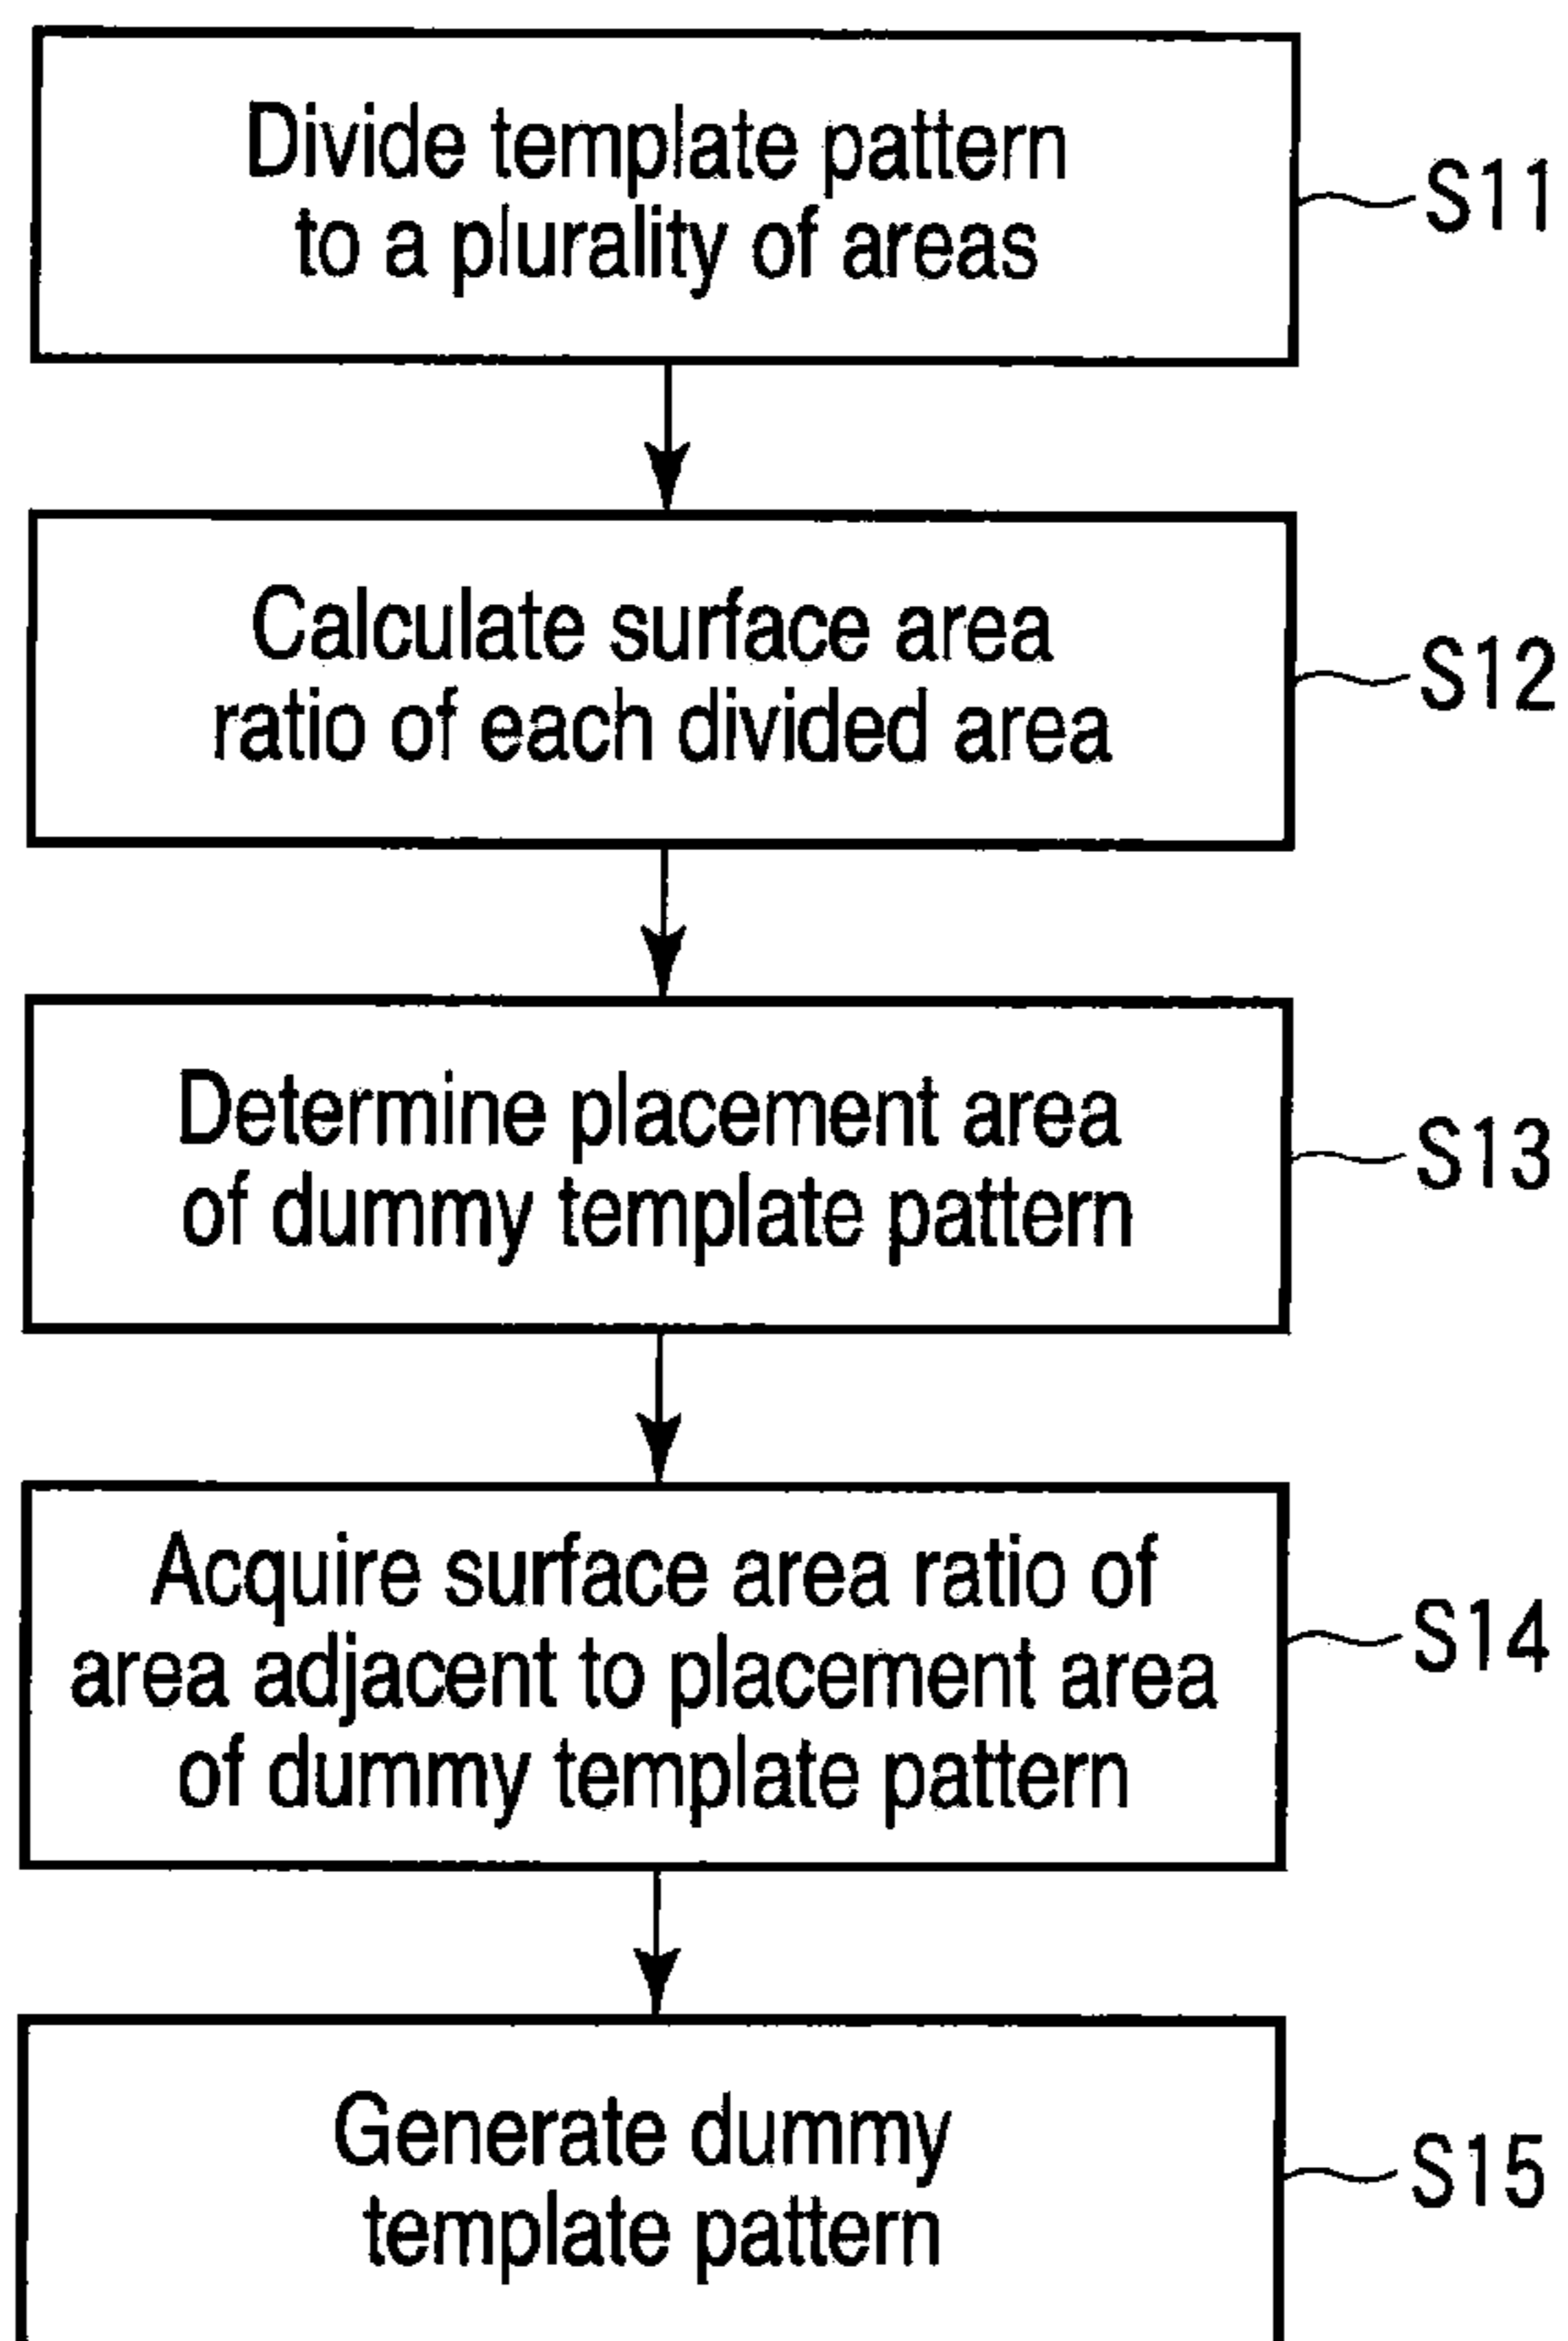 Divide template pattern
to a plurality of areas
S11
Calculate surface area
ratio of each divided area
S12
Determine placement area
of dummy template pattern
S13
Acquire surface area ratio of
area adjacent to placement area
of dummy template pattern
S14
Generate dummy
template pattern
S15